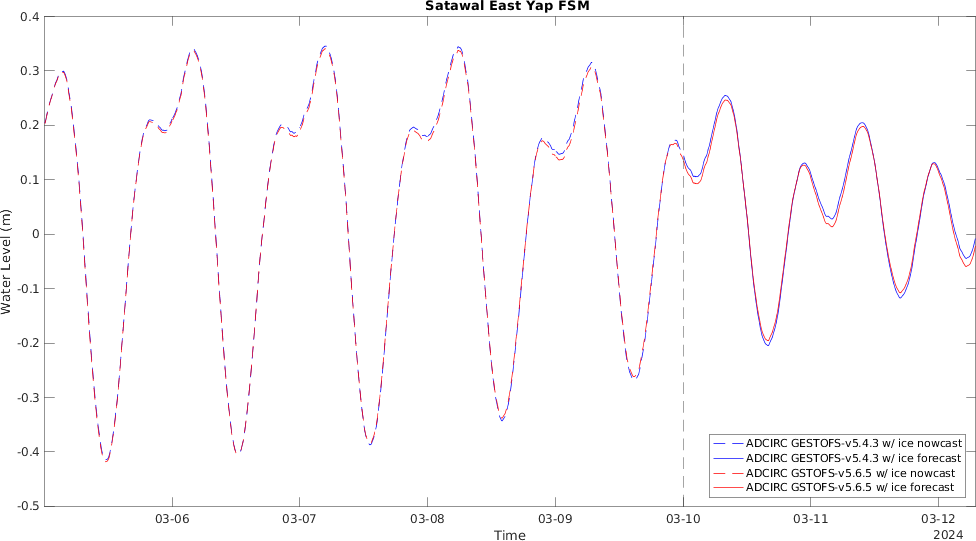 Satawal East Yap FSM
0.4
0.3
0.2
0.1
0
-0.1
-0.2
-0.3
-0.4
-0.5
Water Level (m)
ADCIRC GESTOFS-v5.4.3 w/ ice nowcast
ADCIRC GESTOFS-v5.4.3 w/ ice forecast
ADCIRC GSTOFS-v5.6.5 w/ ice nowcast
ADCIRC GSTOFS-v5.6.5 w/ ice forecast
03-06 03-07 03-08 03-09 03-10 03-11 03-12
Time 2024